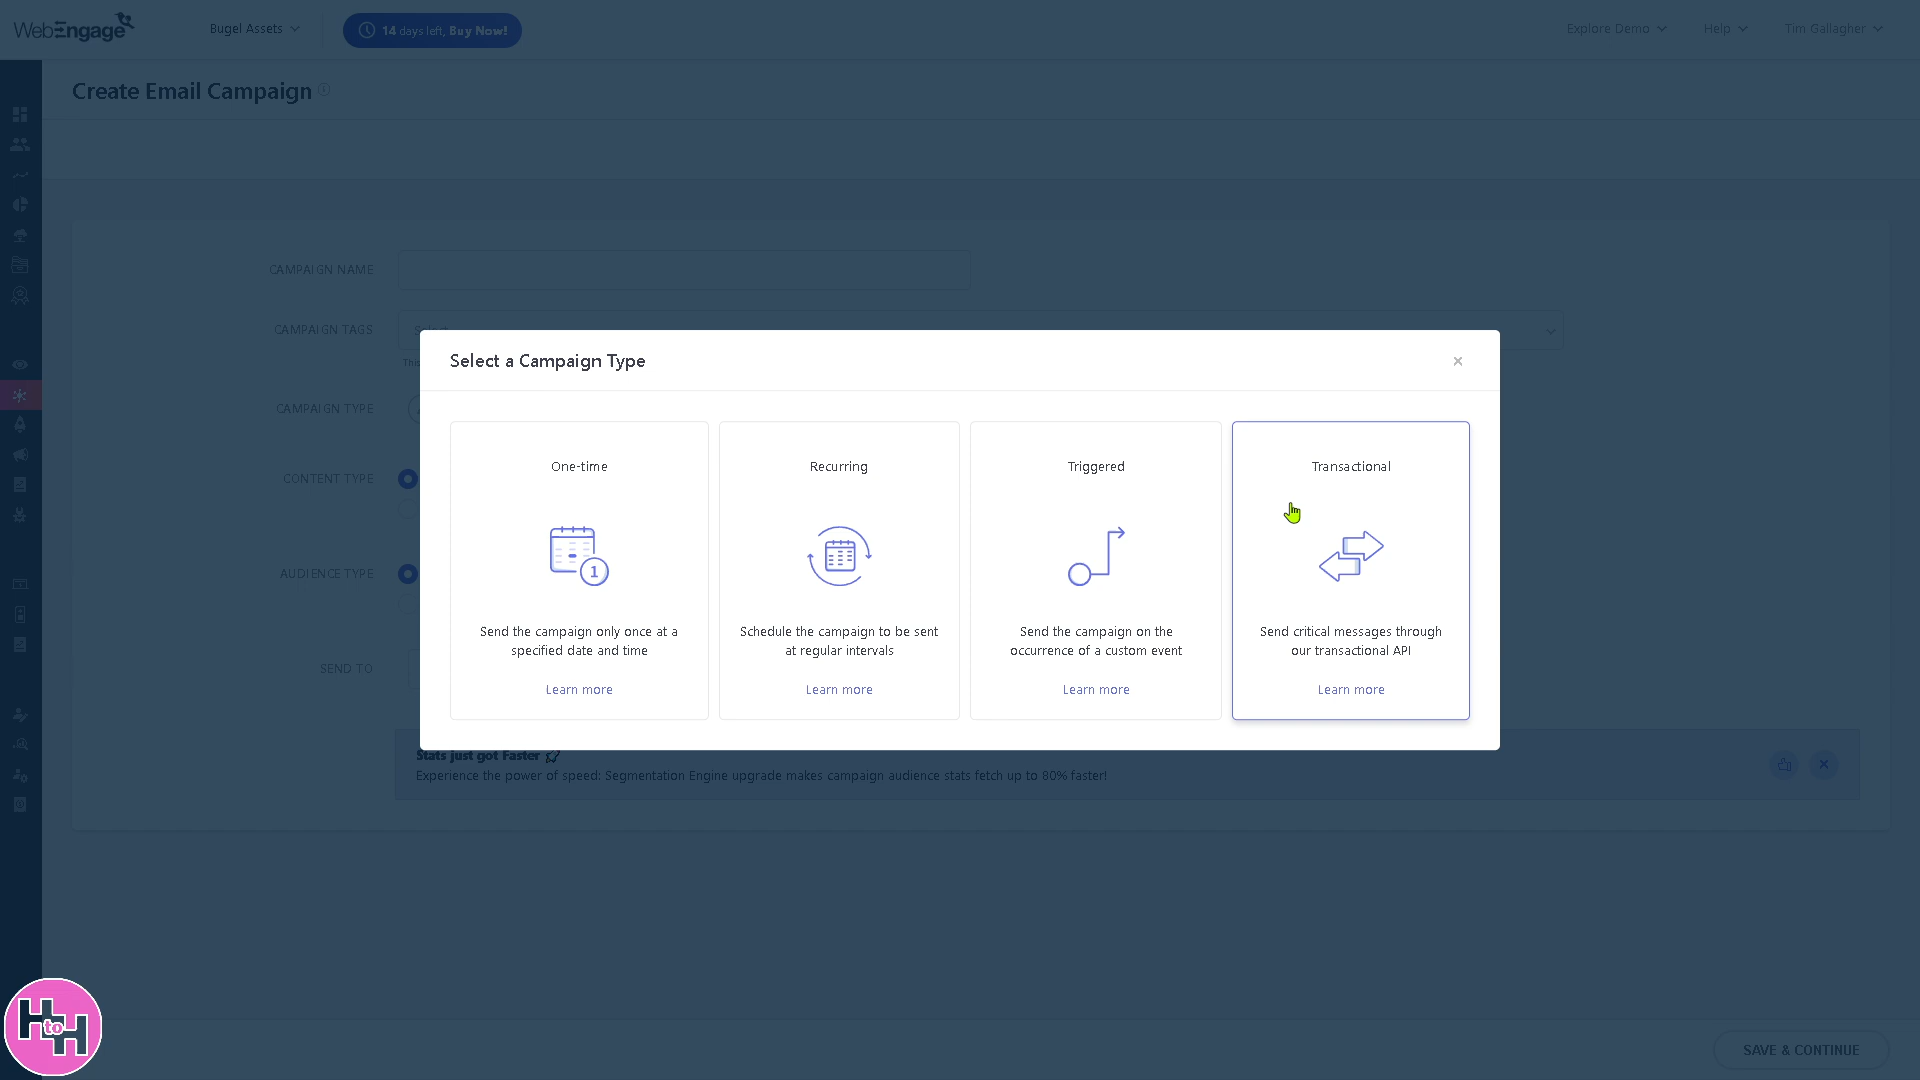 WebEngage
Bugel Assets
14 days left, Buy Now!
Explore Demo
Help
Tim Gallagher
Create Email Campaign
CAMPAIGN NAME
CAMPAIGN TAGS
Select
This
CAMPAIGN TYPE
CONTENT TYPE
AUDIENCE TYPE
SEND TO
Select a Campaign Type
One-time
Recurring
Triggered
Transactional
1
Send the campaign only once at a
specified date and time
Schedule the campaign to be sent
at regular intervals
Send the campaign on the
occurrence of a custom event
Send critical messages through
our transactional API
Learn more
Learn more
Learn more
Learn more
Stats just got Faster
Experience the power of speed: Segmentation Engine upgrade makes campaign audience stats fetch up to 80% faster!
SAVE & CONTINUE
H to H